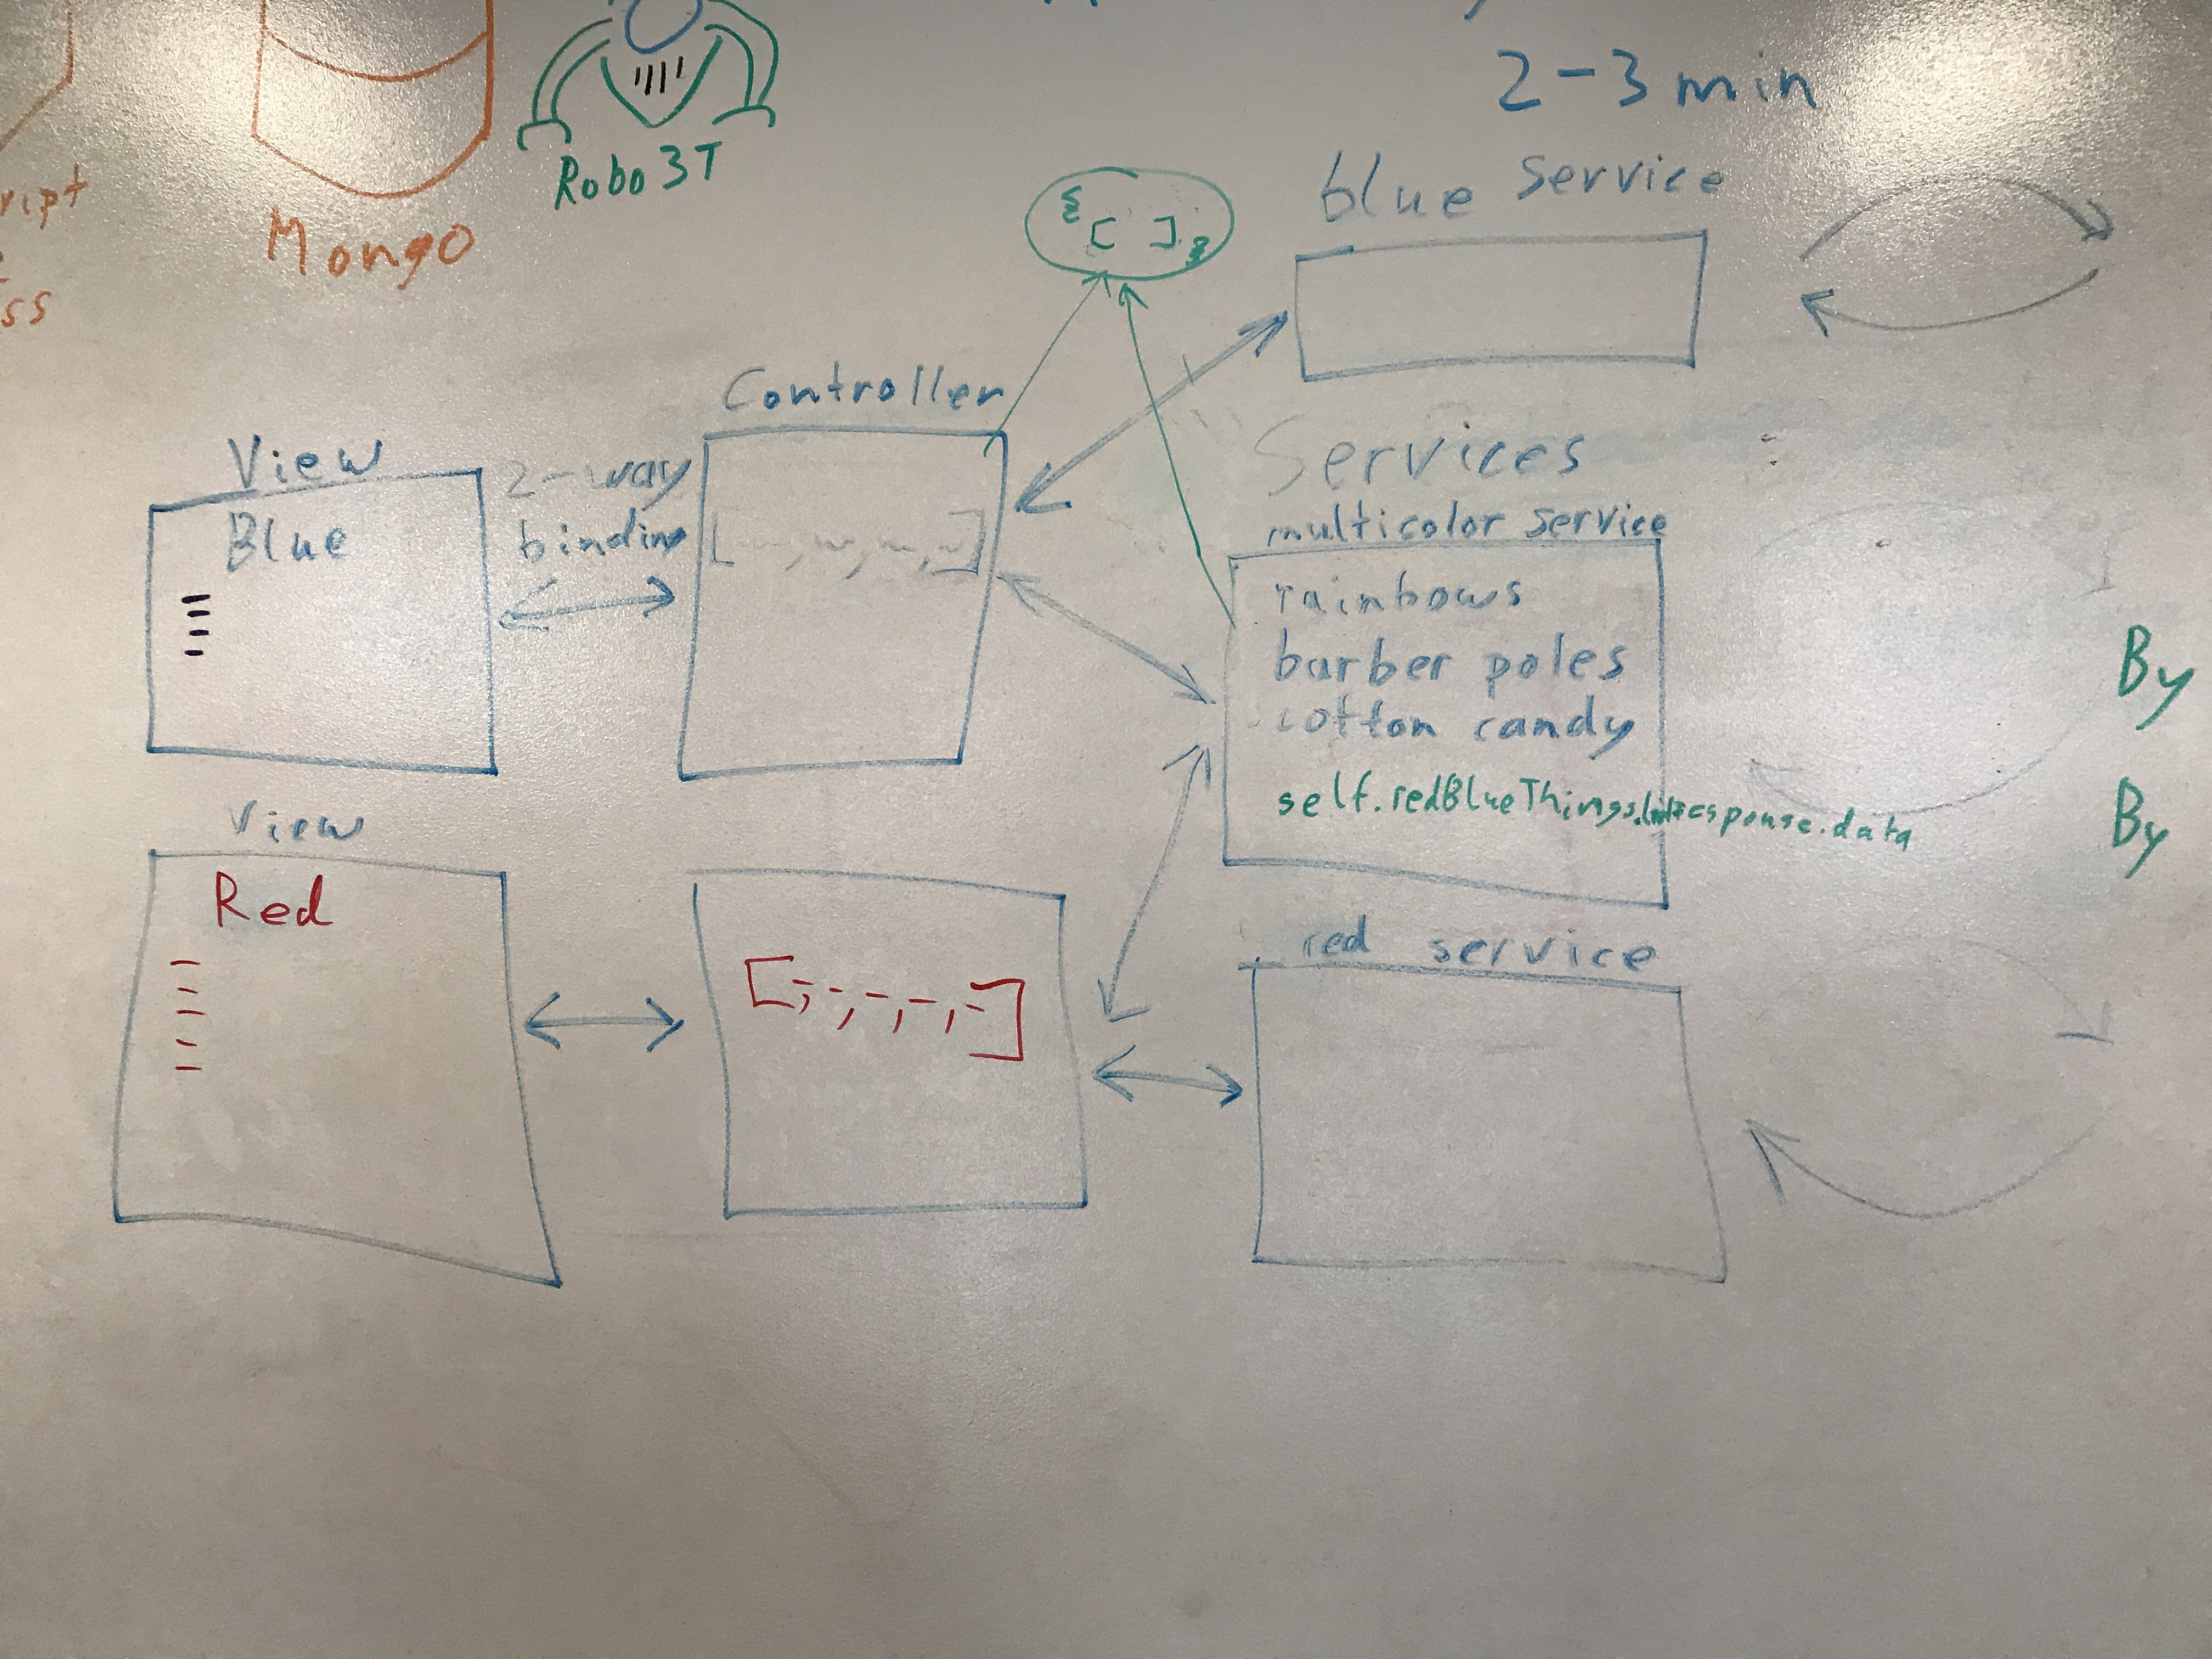 2-3 min
Robo 3T
Mongo
ript
ss
{ [ ] }
blue service
Controller
View
2-way
binding
Blue
[ , , , ]
Services
multicolor service
rainbows
barber poles
cotton candy
self.redBlueThings.list=response.data
By
By
View
Red
[-,-,-,-,-]
red service